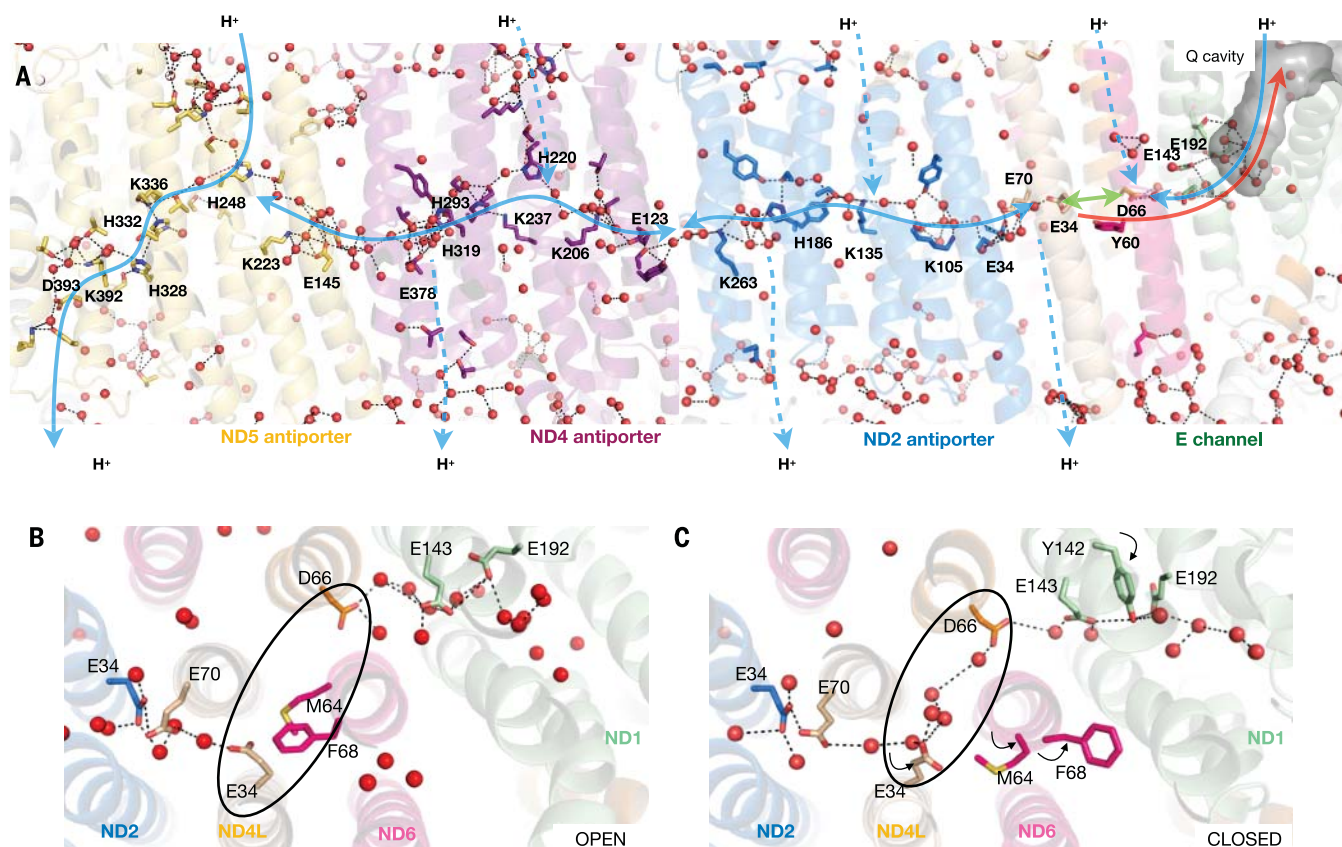 H⁺ H⁺ H⁺ H⁺ H⁺
A
Q cavity
E192
E143
H220
K336
H248
H293
E70
H332
K237
E123
D66
H319
K206
H186
K135
E34
Y60
K223
E145
K105
E34
D393
K392
H328
E378
K263
ND5 antiporter ND4 antiporter ND2 antiporter E channel
H⁺ H⁺ H⁺ H⁺
B
E143 E192
D66
E34
E70
M64
F68
E34
ND1
ND2 ND4L ND6 OPEN
C
Y142
E143
E192
D66
E34
E70
M64
F68
E34
ND1
ND2 ND4L ND6 CLOSED